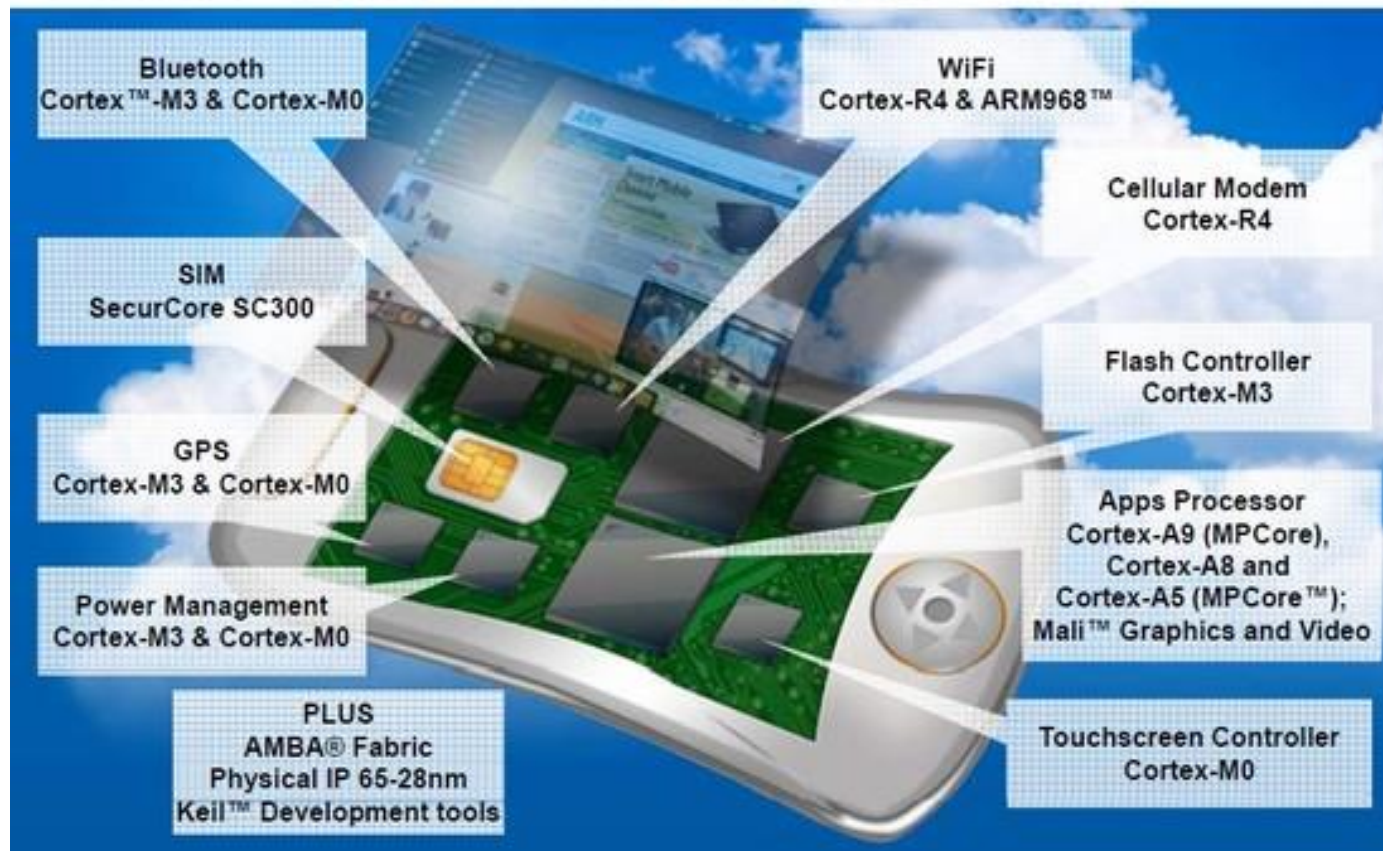 Bluetooth
Cortex™-M3 & Cortex-M0
WiFi
Cortex-R4 & ARM968™
Cellular Modem
Cortex-R4
SIM
SecurCore SC300
Flash Controller
Cortex-M3
GPS
Cortex-M3 & Cortex-M0
Apps Processor
Cortex-A9 (MPCore),
Cortex-A8 and
Cortex-A5 (MPCore™);
Mali™ Graphics and Video
Power Management
Cortex-M3 & Cortex-M0
PLUS
AMBA® Fabric
Physical IP 65-28nm
Keil™ Development tools
Touchscreen Controller
Cortex-M0
ARM
Smart Mobile